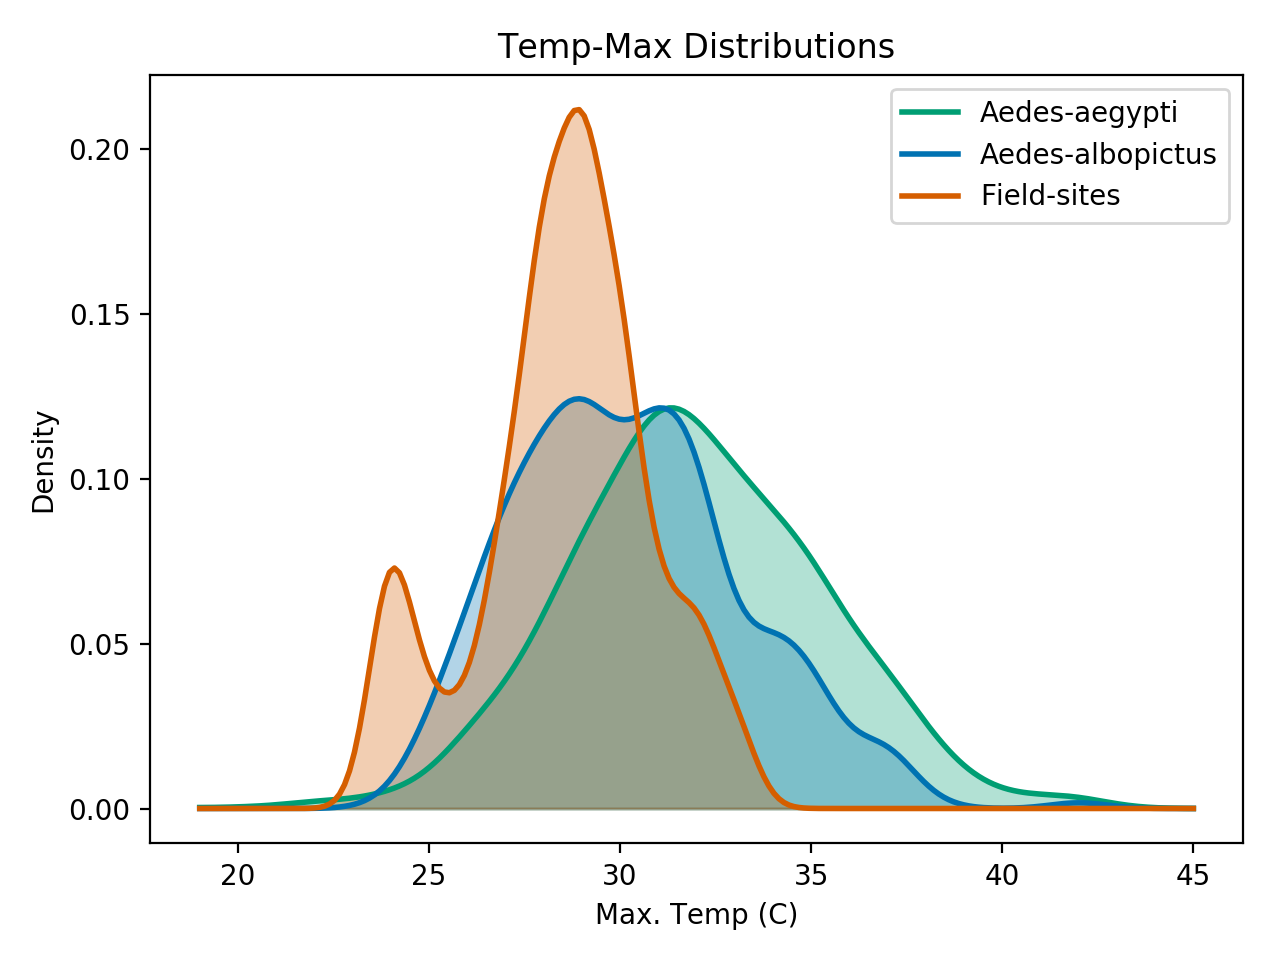 Temp-Max Distributions
Aedes-aegypti
Aedes-albopictus
Field-sites
0.20
0.15
0.10
0.05
0.00
Density
20 25 30 35 40 45
Max. Temp (C)